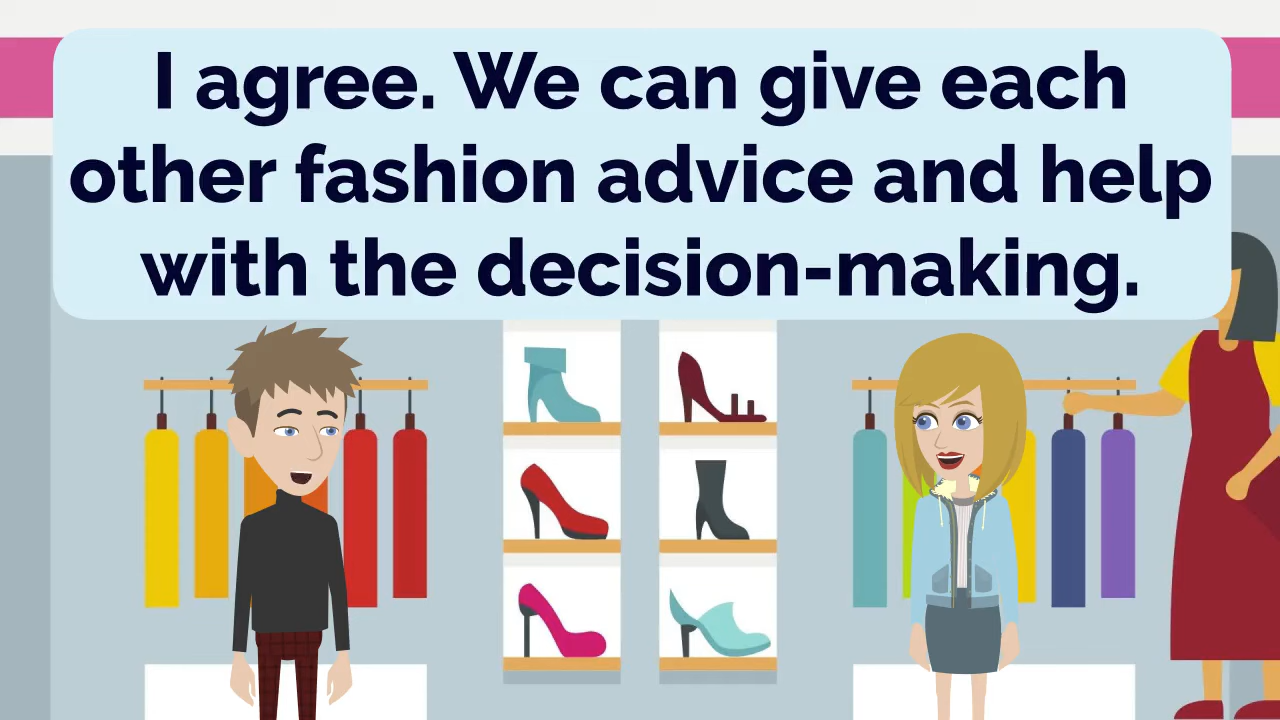 I agree. We can give each
other fashion advice and help
with the decision-making.